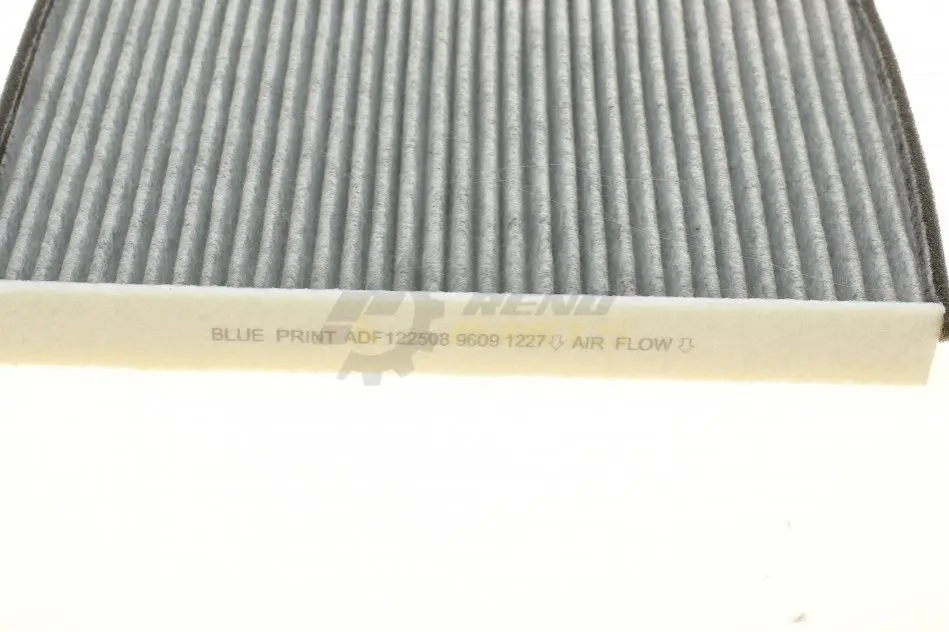 RENO
BLUE PRINT ADF122508 9609 1227⇩ AIR FLOW⇩